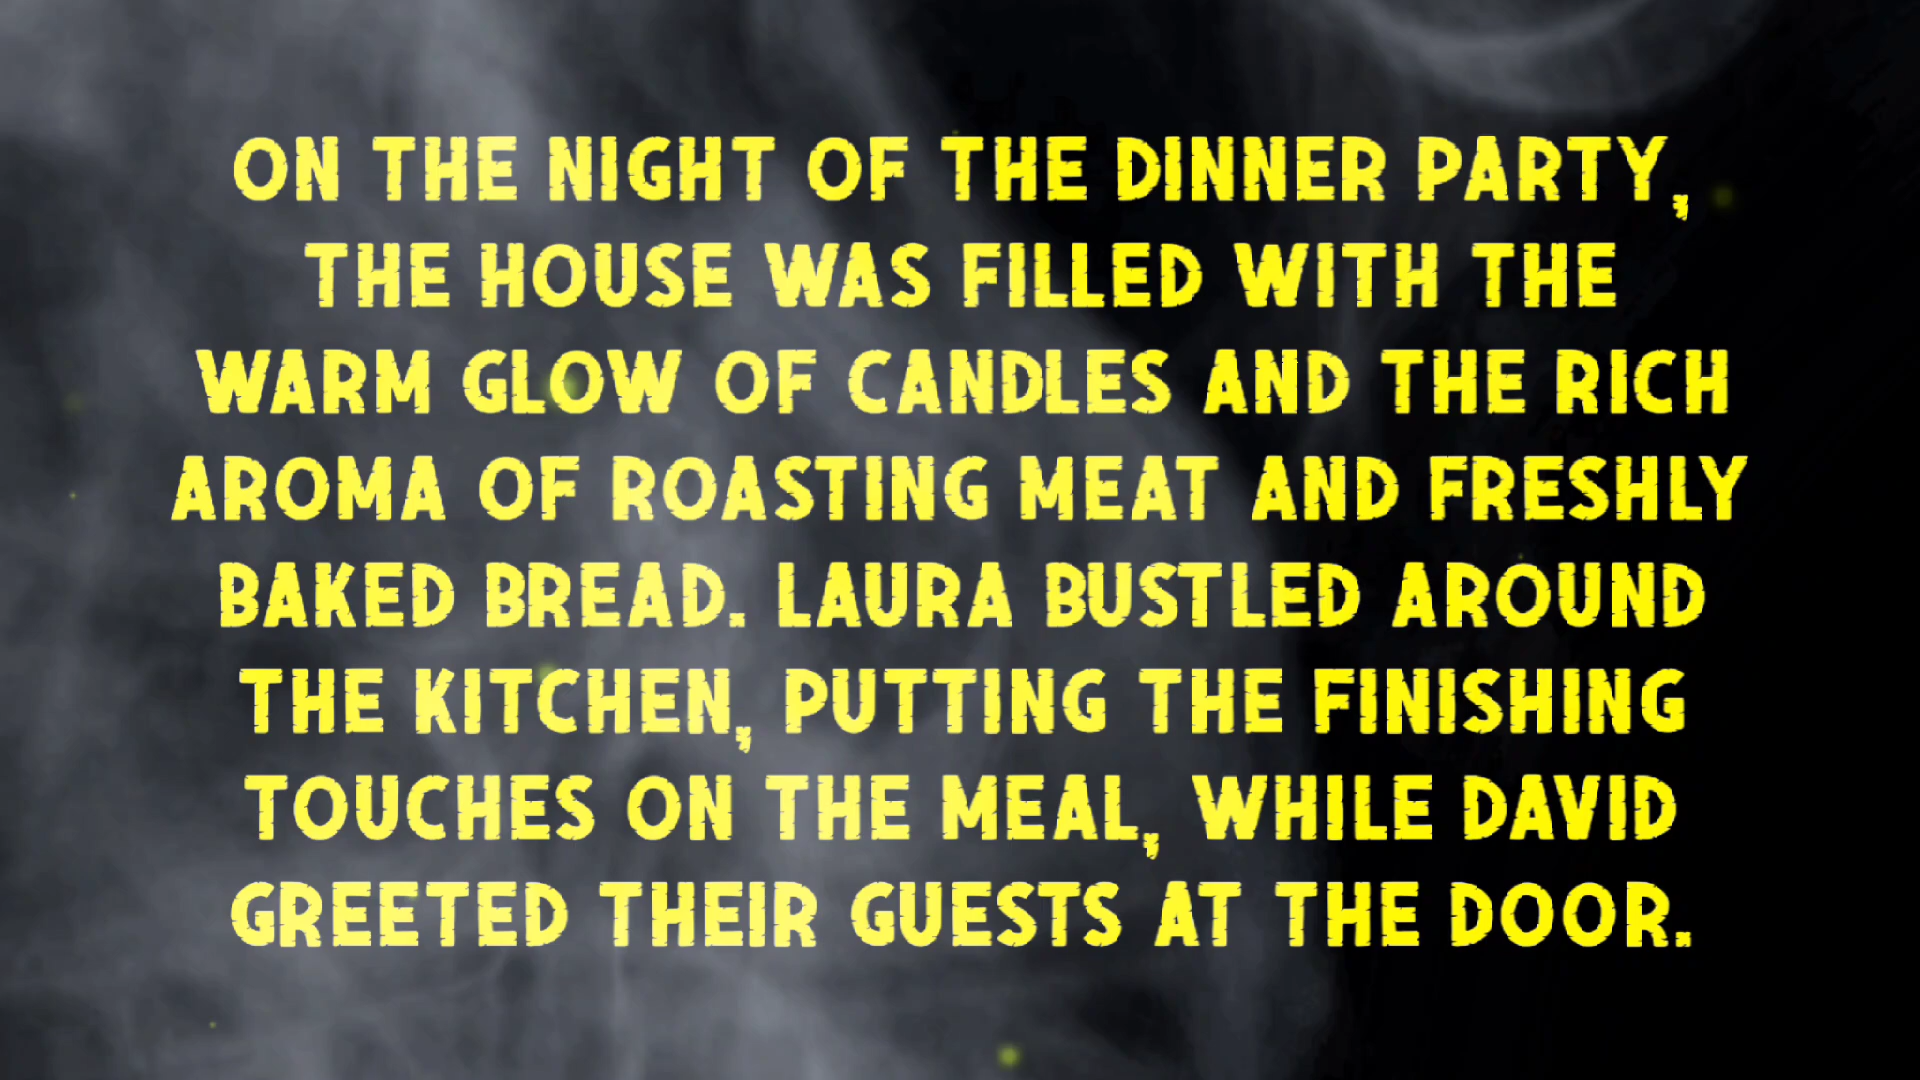 ON THE NIGHT OF THE DINNER PARTY,
THE HOUSE WAS FILLED WITH THE
WARM GLOW OF CANDLES AND THE RICH
AROMA OF ROASTING MEAT AND FRESHLY
BAKED BREAD. LAURA BUSTLED AROUND
THE KITCHEN, PUTTING THE FINISHING
TOUCHES ON THE MEAL, WHILE DAVID
GREETED THEIR GUESTS AT THE DOOR.